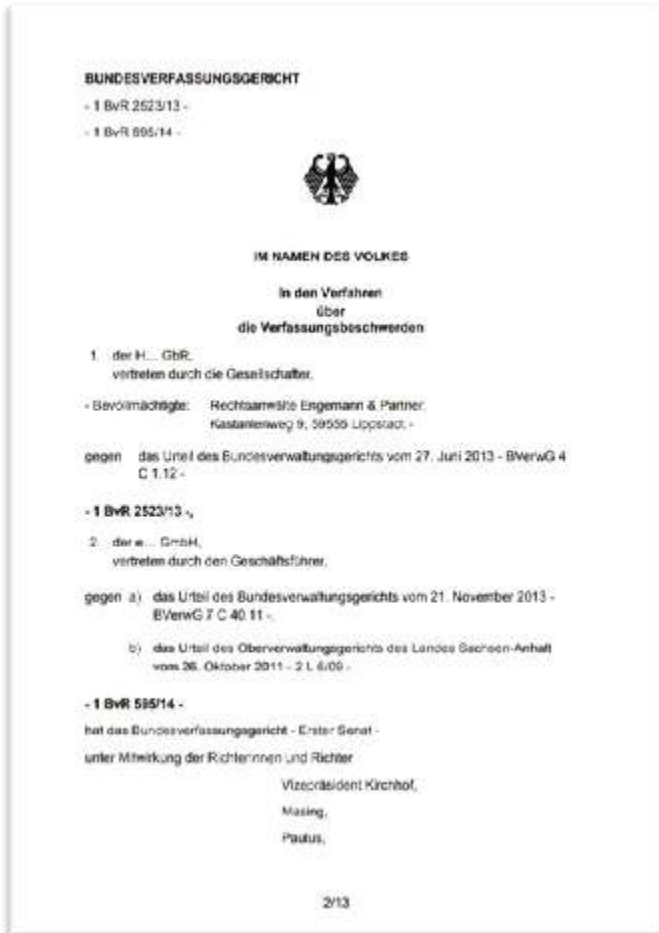 BUNDESVERFASSUNGSGERICHT
- 1 BvR 2523/13 -
- 1 BvR 595/14 -
IM NAMEN DES VOLKES
In den Verfahren
über
die Verfassungsbeschwerden
1. der H... GbR,
vertreten durch die Gesellschafter,
- Bevollmächtigte: Rechtsanwälte Engemann & Partner,
Kastanienweg 9, 59555 Lippstadt -
gegen das Urteil des Bundesverwaltungsgerichts vom 27. Juni 2013 - BVerwG 4
C 1.12 -
- 1 BvR 2523/13 -,
2. der e... GmbH,
vertreten durch den Geschäftsführer,
gegen a) das Urteil des Bundesverwaltungsgerichts vom 21. November 2013 -
BVerwG 7 C 40.11 -,
b) das Urteil des Oberverwaltungsgerichts des Landes Sachsen-Anhalt
vom 26. Oktober 2011 - 2 L 6/09 -
- 1 BvR 595/14 -
hat das Bundesverfassungsgericht - Erster Senat -
unter Mitwirkung der Richterinnen und Richter
Vizepräsident Kirchhof,
Masing,
Paulus,
2/13